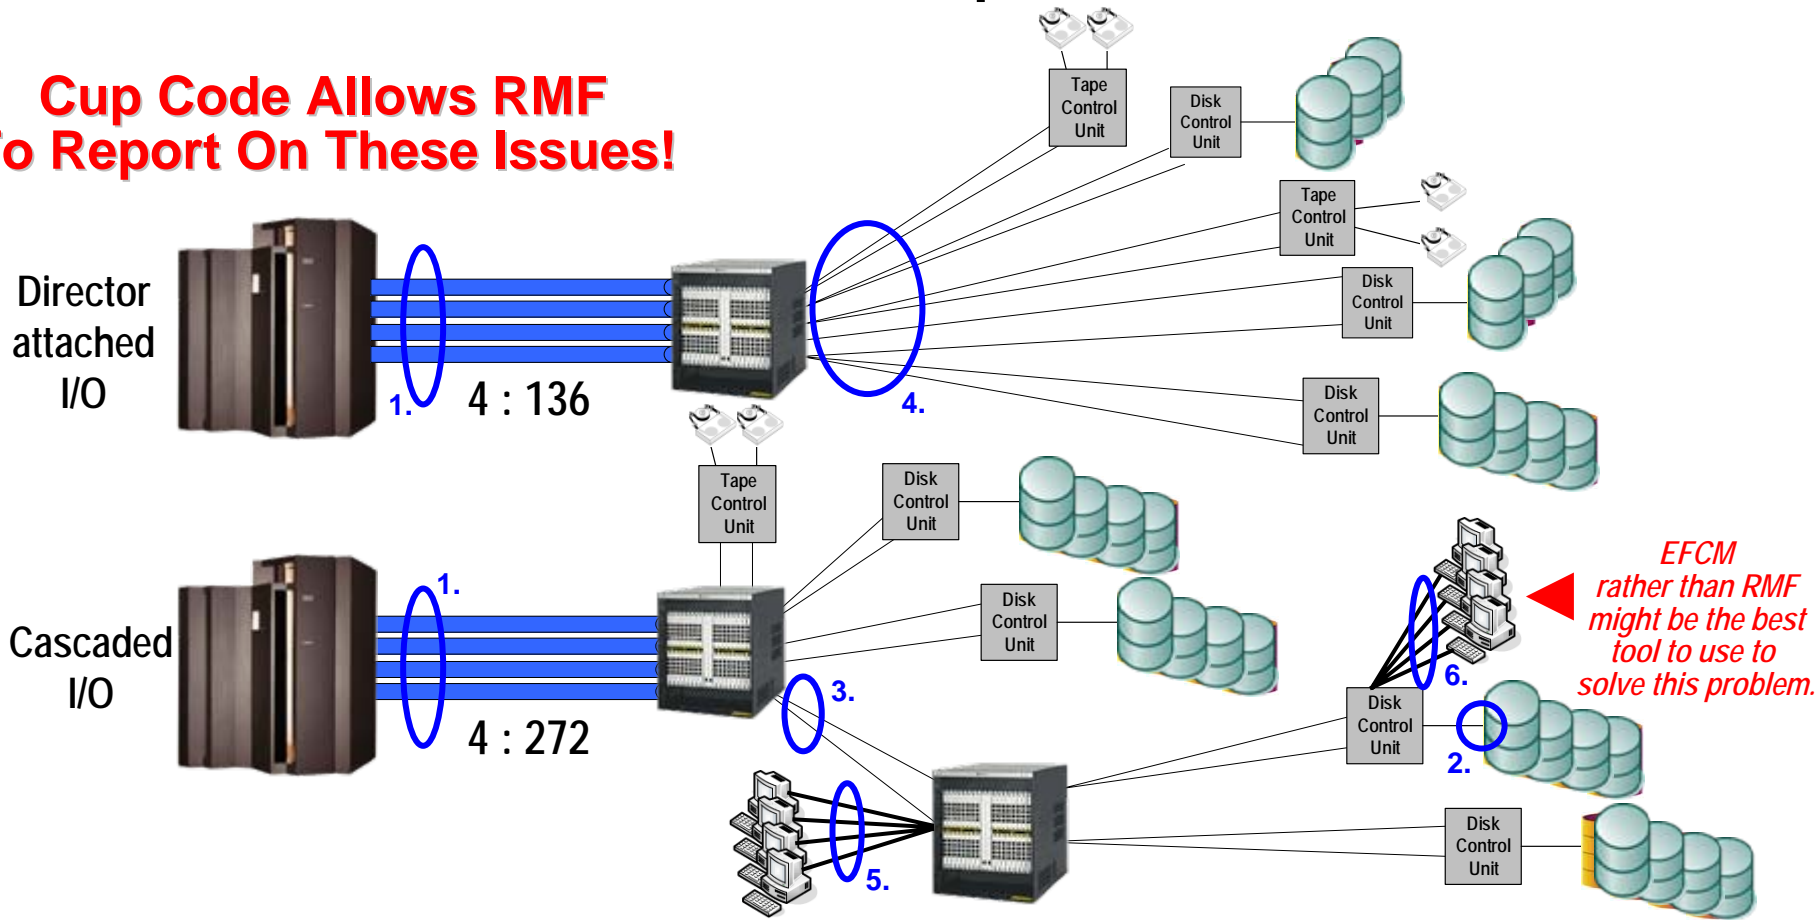 Cup Code Allows RMF
To Report On These Issues!
Tape
Control
Unit
Disk
Control
Unit
Tape
Control
Unit
Disk
Control
Unit
Disk
Control
Unit
Director
attached
I/O
1.
4 : 136
4.
Tape
Control
Unit
Disk
Control
Unit
Disk
Control
Unit
Cascaded
I/O
1.
4 : 272
3.
5.
Disk
Control
Unit
6.
2.
Disk
Control
Unit
EFCM
rather than RMF
might be the best
tool to use to
solve this problem.